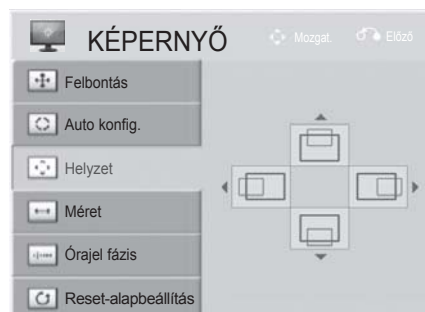 KÉPERNYŐ
Mozgat.
Előző
Felbontás
Auto konfig.
Helyzet
Méret
Órajel fázis
Reset-alapbeállítás